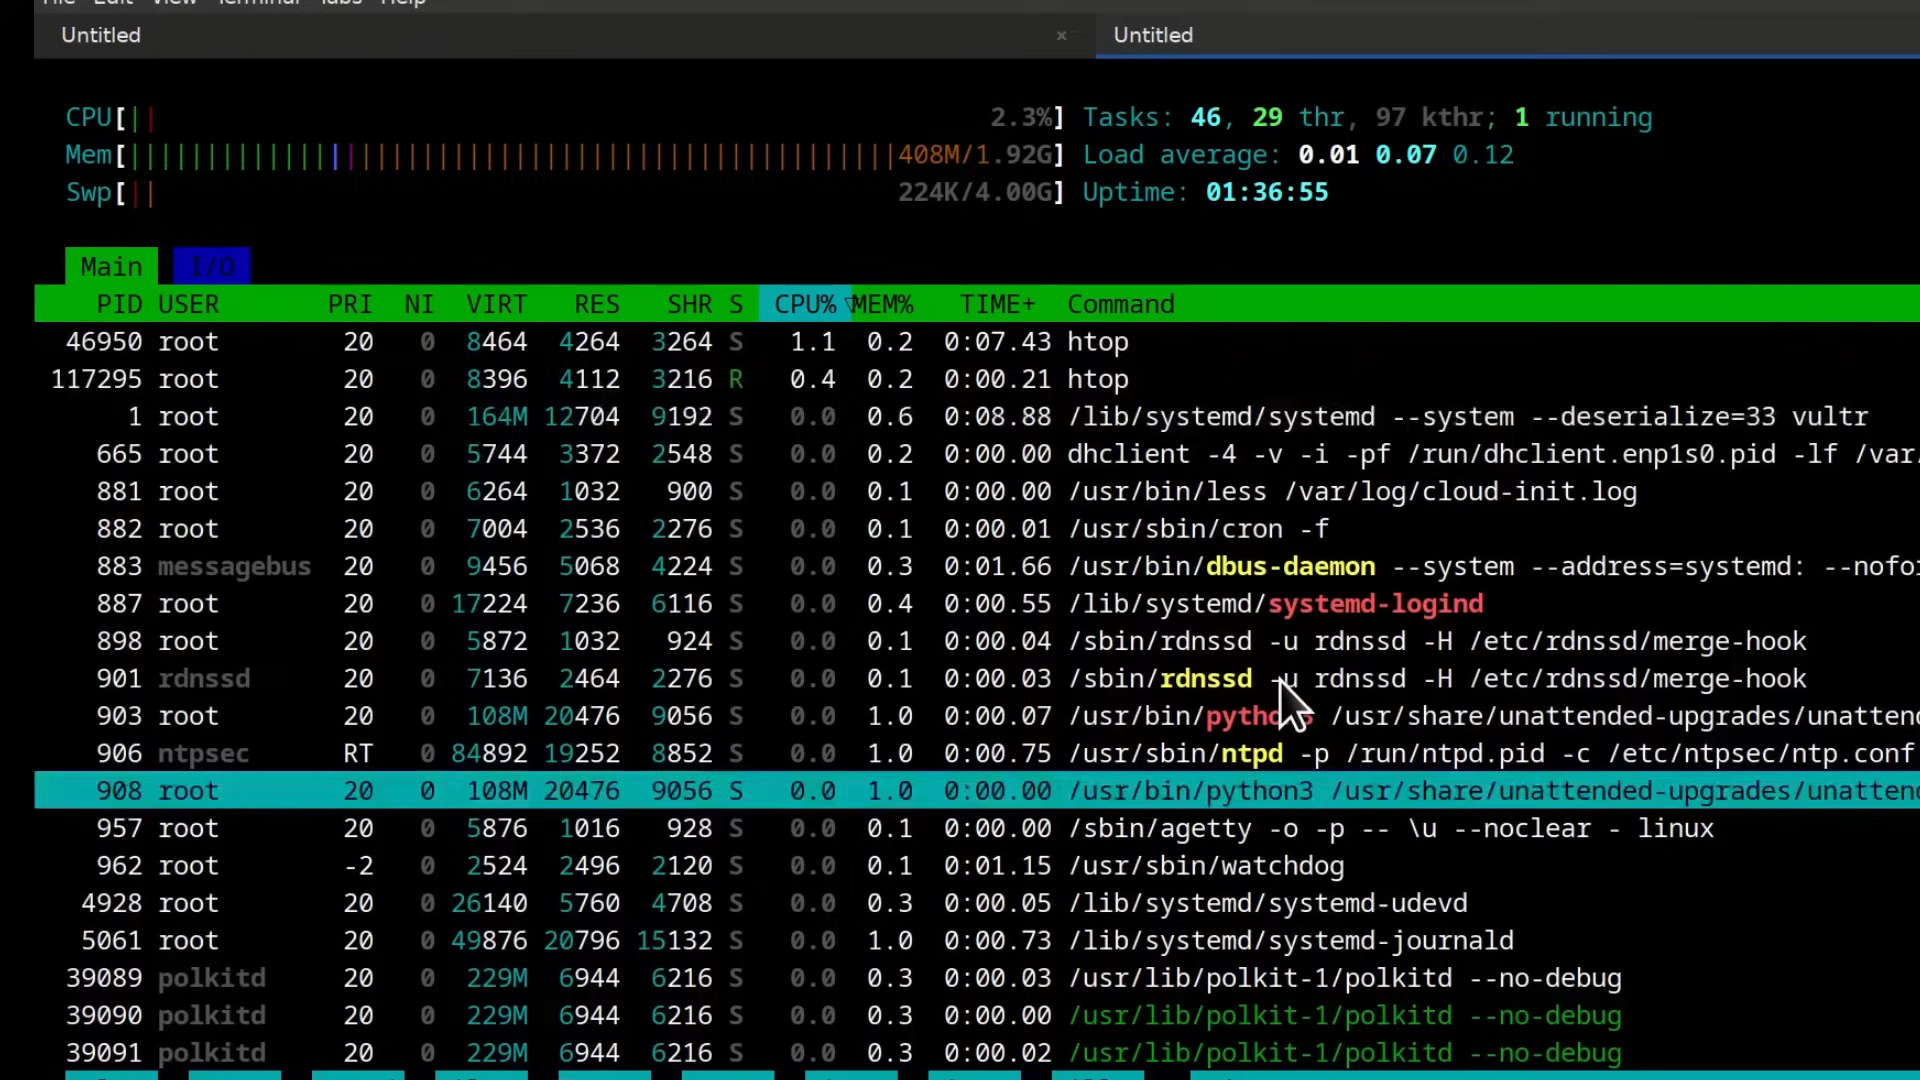 File Edit View Terminal Tabs Help
Untitled × Untitled
CPU[|| 2.3%] Tasks: 46, 29 thr, 97 kthr; 1 running
Mem[|||||||||||||||||||||||||||||||||||||||||||||||||408M/1.92G] Load average: 0.01 0.07 0.12
Swp[|| 224K/4.00G] Uptime: 01:36:55
Main I/O
PID USER PRI NI VIRT RES SHR S CPU%▽MEM% TIME+ Command
46950 root 20 0 8464 4264 3264 S 1.1 0.2 0:07.43 htop
117295 root 20 0 8396 4112 3216 R 0.4 0.2 0:00.21 htop
1 root 20 0 164M 12704 9192 S 0.0 0.6 0:08.88 /lib/systemd/systemd --system --deserialize=33 vultr
665 root 20 0 5744 3372 2548 S 0.0 0.2 0:00.00 dhclient -4 -v -i -pf /run/dhclient.enp1s0.pid -lf /var/
881 root 20 0 6264 1032 900 S 0.0 0.1 0:00.00 /usr/bin/less /var/log/cloud-init.log
882 root 20 0 7004 2536 2276 S 0.0 0.1 0:00.01 /usr/sbin/cron -f
883 messagebus 20 0 9456 5068 4224 S 0.0 0.3 0:01.66 /usr/bin/dbus-daemon --system --address=systemd: --nofor
887 root 20 0 17224 7236 6116 S 0.0 0.4 0:00.55 /lib/systemd/systemd-logind
898 root 20 0 5872 1032 924 S 0.0 0.1 0:00.04 /sbin/rdnssd -u rdnssd -H /etc/rdnssd/merge-hook
901 rdnssd 20 0 7136 2464 2276 S 0.0 0.1 0:00.03 /sbin/rdnssd -u rdnssd -H /etc/rdnssd/merge-hook
903 root 20 0 108M 20476 9056 S 0.0 1.0 0:00.07 /usr/bin/python3 /usr/share/unattended-upgrades/unattend
906 ntpsec RT 0 84892 19252 8852 S 0.0 1.0 0:00.75 /usr/sbin/ntpd -p /run/ntpd.pid -c /etc/ntpsec/ntp.conf
908 root 20 0 108M 20476 9056 S 0.0 1.0 0:00.00 /usr/bin/python3 /usr/share/unattended-upgrades/unattend
957 root 20 0 5876 1016 928 S 0.0 0.1 0:00.00 /sbin/agetty -o -p -- \u --noclear - linux
962 root -2 0 2524 2496 2120 S 0.0 0.1 0:01.15 /usr/sbin/watchdog
4928 root 20 0 26140 5760 4708 S 0.0 0.3 0:00.05 /lib/systemd/systemd-udevd
5061 root 20 0 49876 20796 15132 S 0.0 1.0 0:00.73 /lib/systemd/systemd-journald
39089 polkitd 20 0 229M 6944 6216 S 0.0 0.3 0:00.03 /usr/lib/polkit-1/polkitd --no-debug
39090 polkitd 20 0 229M 6944 6216 S 0.0 0.3 0:00.00 /usr/lib/polkit-1/polkitd --no-debug
39091 polkitd 20 0 229M 6944 6216 S 0.0 0.3 0:00.02 /usr/lib/polkit-1/polkitd --no-debug